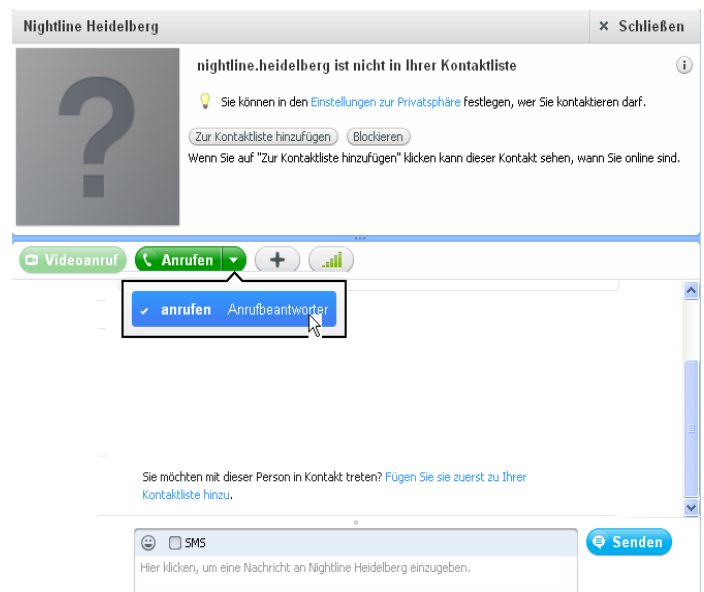 Nightline Heidelberg
× Schließen
nightline.heidelberg ist nicht in Ihrer Kontaktliste
Sie können in den Einstellungen zur Privatsphäre festlegen, wer Sie kontaktieren darf.
Zur Kontaktliste hinzufügen Blockieren
Wenn Sie auf "Zur Kontaktliste hinzufügen" klicken kann dieser Kontakt sehen, wann Sie online sind.
Videoanruf Anrufen
anrufen Anrufbeantworter
Sie möchten mit dieser Person in Kontakt treten? Fügen Sie sie zuerst zu Ihrer
Kontaktliste hinzu.
SMS
Senden
Hier klicken, um eine Nachricht an Nightline Heidelberg einzugeben.